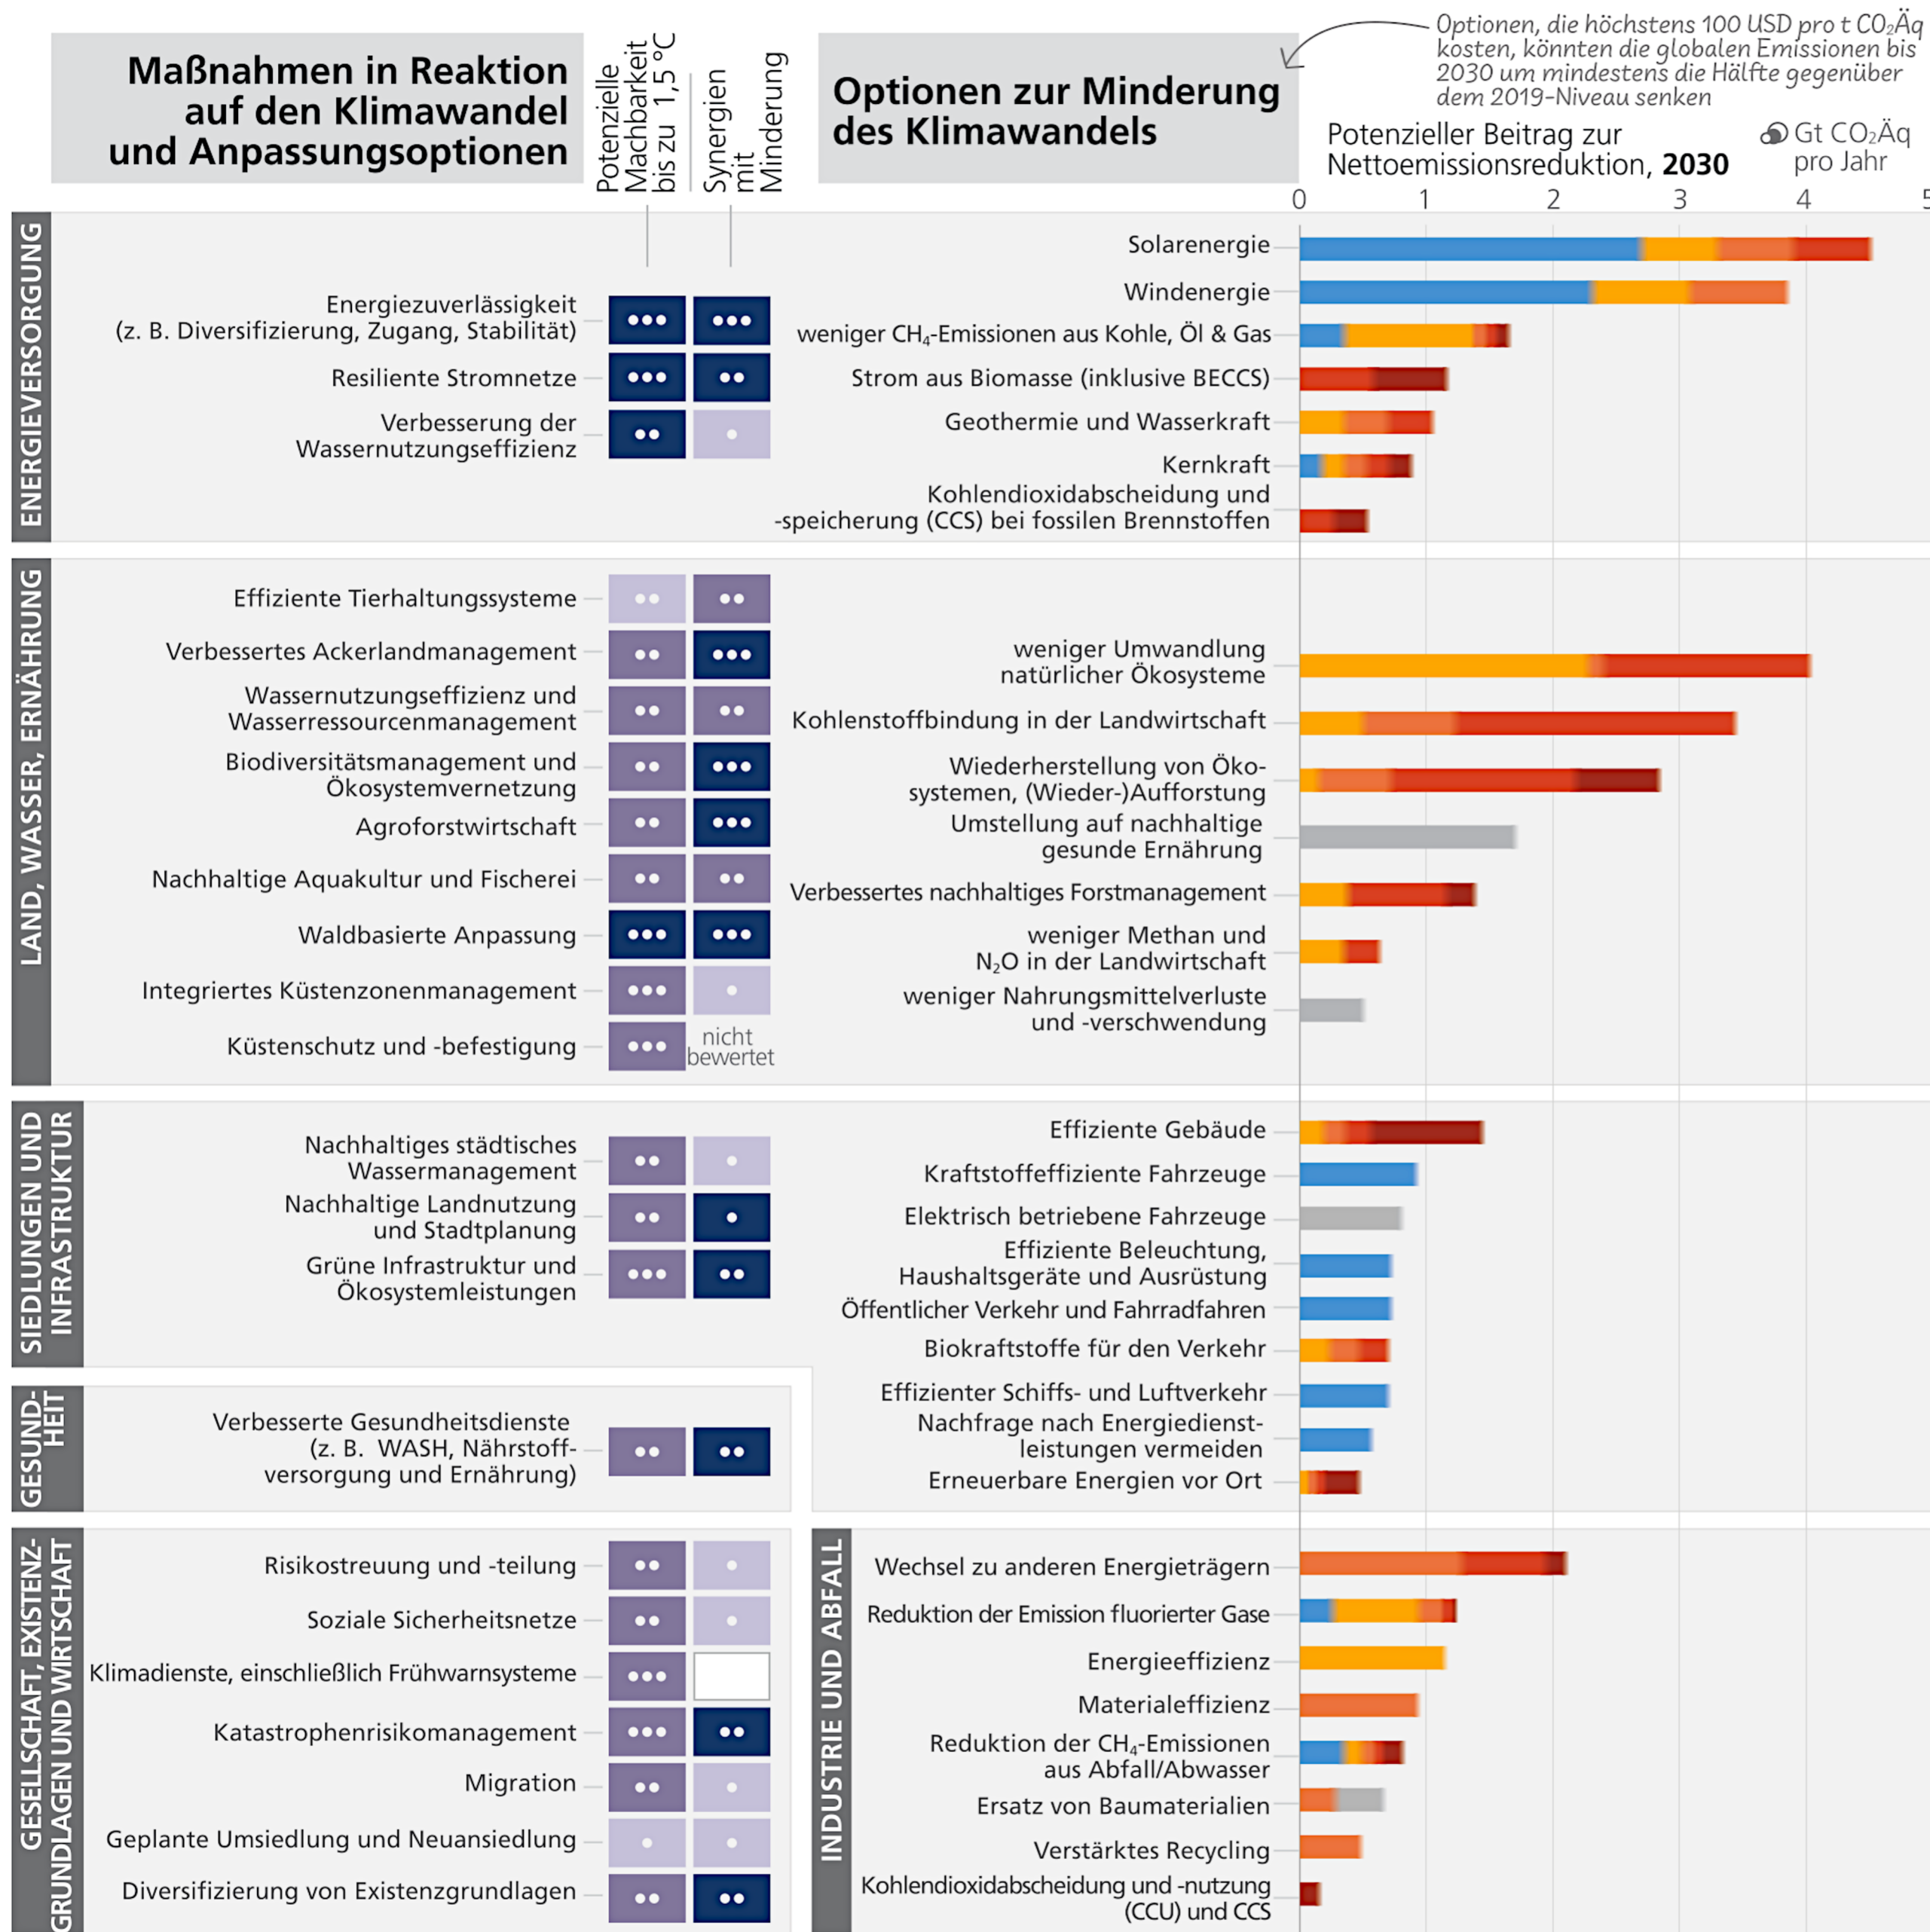 Maßnahmen in Reaktion
auf den Klimawandel
und Anpassungsoptionen
Potenzielle
Machbarkeit
bis zu 1,5 °C
Synergien
mit
Minderung
Optionen zur Minderung
des Klimawandels
Optionen, die höchstens 100 USD pro t CO₂Äq
kosten, könnten die globalen Emissionen bis
2030 um mindestens die Hälfte gegenüber
dem 2019-Niveau senken
Potenzieller Beitrag zur
Nettoemissionsreduktion, 2030
Gt CO₂Äq
pro Jahr
0 1 2 3 4 5
ENERGIEVERSORGUNG
Energiezuverlässigkeit
(z. B. Diversifizierung, Zugang, Stabilität)
Resiliente Stromnetze
Verbesserung der
Wassernutzungseffizienz
Solarenergie
Windenergie
weniger CH₄-Emissionen aus Kohle, Öl & Gas
Strom aus Biomasse (inklusive BECCS)
Geothermie und Wasserkraft
Kernkraft
Kohlendioxidabscheidung und
-speicherung (CCS) bei fossilen Brennstoffen
LAND, WASSER, ERNÄHRUNG
Effiziente Tierhaltungssysteme
Verbessertes Ackerlandmanagement
Wassernutzungseffizienz und
Wasserressourcenmanagement
Biodiversitätsmanagement und
Ökosystemvernetzung
Agroforstwirtschaft
Nachhaltige Aquakultur und Fischerei
Waldbasierte Anpassung
Integriertes Küstenzonenmanagement
Küstenschutz und -befestigung
nicht
bewertet
weniger Umwandlung
natürlicher Ökosysteme
Kohlenstoffbindung in der Landwirtschaft
Wiederherstellung von Öko-
systemen, (Wieder-)Aufforstung
Umstellung auf nachhaltige
gesunde Ernährung
Verbessertes nachhaltiges Forstmanagement
weniger Methan und
N₂O in der Landwirtschaft
weniger Nahrungsmittelverluste
und -verschwendung
SIEDLUNGEN UND
INFRASTRUKTUR
Nachhaltiges städtisches
Wassermanagement
Nachhaltige Landnutzung
und Stadtplanung
Grüne Infrastruktur und
Ökosystemleistungen
Effiziente Gebäude
Kraftstoffeffiziente Fahrzeuge
Elektrisch betriebene Fahrzeuge
Effiziente Beleuchtung,
Haushaltsgeräte und Ausrüstung
Öffentlicher Verkehr und Fahrradfahren
Biokraftstoffe für den Verkehr
Effizienter Schiffs- und Luftverkehr
Nachfrage nach Energiedienst-
leistungen vermeiden
Erneuerbare Energien vor Ort
GESUND-
HEIT
Verbesserte Gesundheitsdienste
(z. B. WASH, Nährstoff-
versorgung und Ernährung)
GESELLSCHAFT, EXISTENZ-
GRUNDLAGEN UND WIRTSCHAFT
Risikostreuung und -teilung
Soziale Sicherheitsnetze
Klimadienste, einschließlich Frühwarnsysteme
Katastrophenrisikomanagement
Migration
Geplante Umsiedlung und Neuansiedlung
Diversifizierung von Existenzgrundlagen
INDUSTRIE UND ABFALL
Wechsel zu anderen Energieträgern
Reduktion der Emission fluorierter Gase
Energieeffizienz
Materialeffizienz
Reduktion der CH₄-Emissionen
aus Abfall/Abwasser
Ersatz von Baumaterialien
Verstärktes Recycling
Kohlendioxidabscheidung und -nutzung
(CCU) und CCS